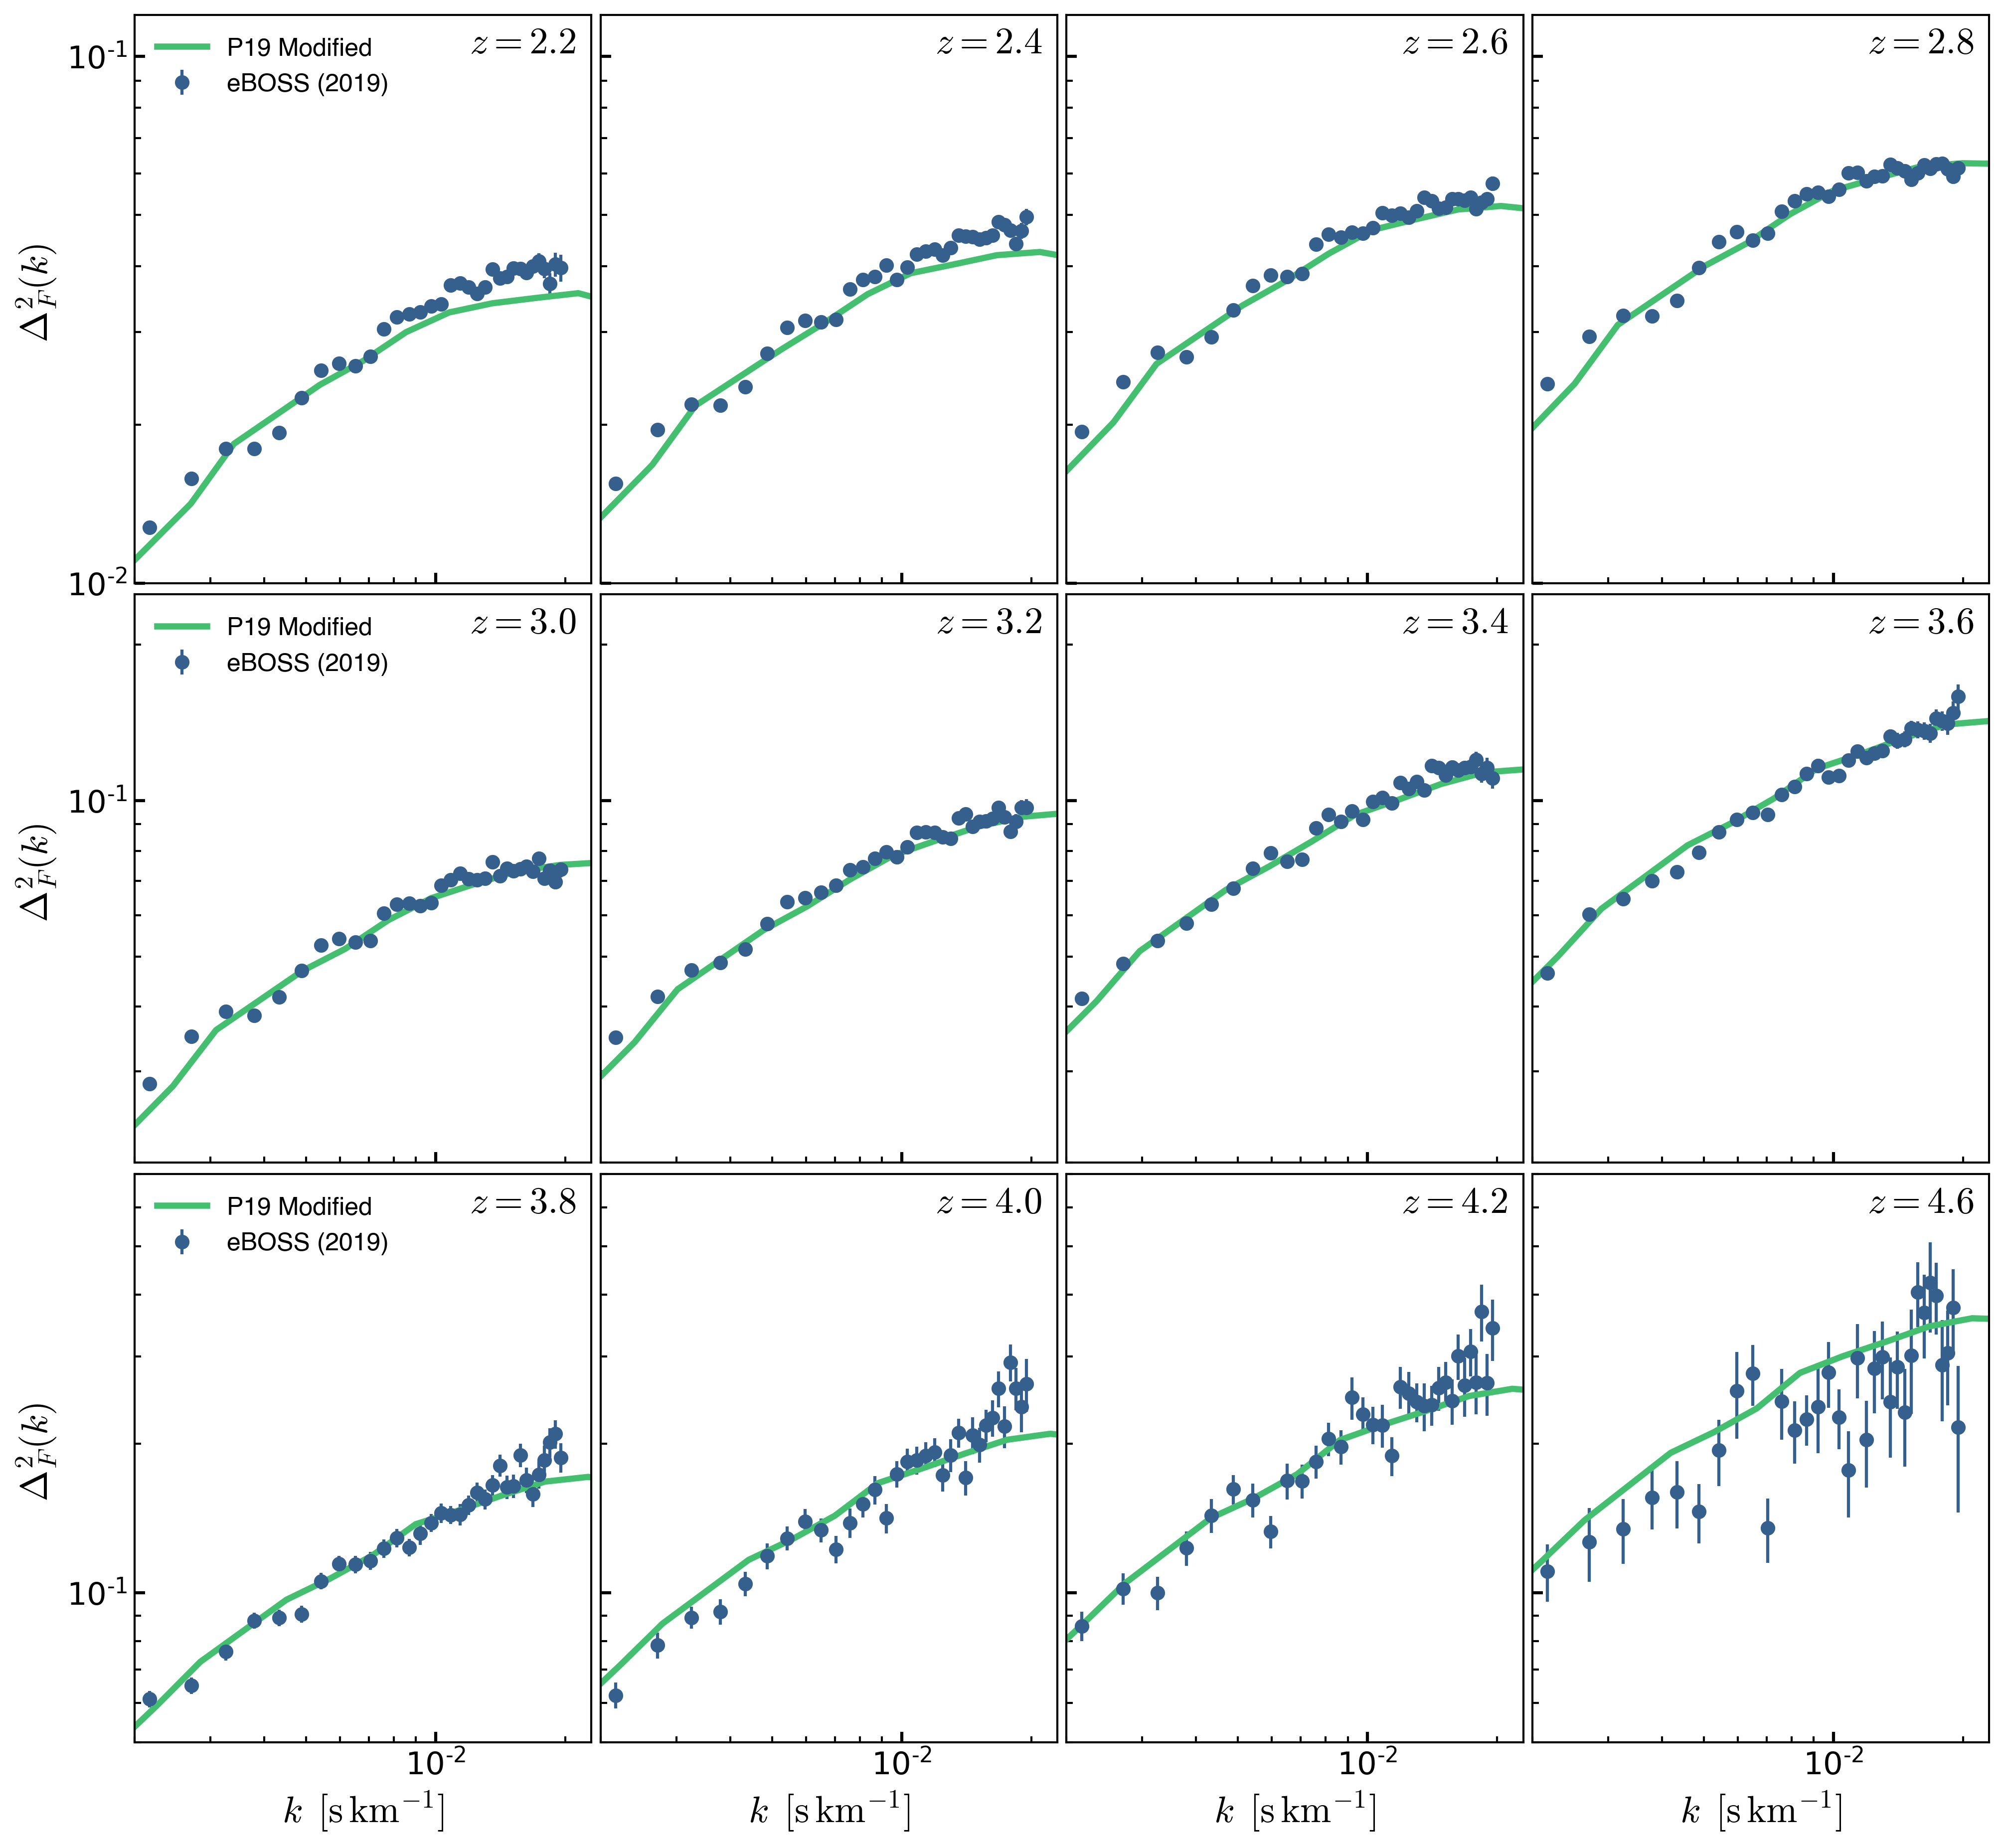 10⁻¹
P19 Modified
eBOSS (2019)
z = 2.2
z = 2.4
z = 2.6
z = 2.8
Δ²_F(k)
10⁻²
P19 Modified
eBOSS (2019)
z = 3.0
z = 3.2
z = 3.4
z = 3.6
10⁻¹
Δ²_F(k)
P19 Modified
eBOSS (2019)
z = 3.8
z = 4.0
z = 4.2
z = 4.6
Δ²_F(k)
10⁻¹
10⁻² 10⁻² 10⁻² 10⁻²
k [s km⁻¹] k [s km⁻¹] k [s km⁻¹] k [s km⁻¹]